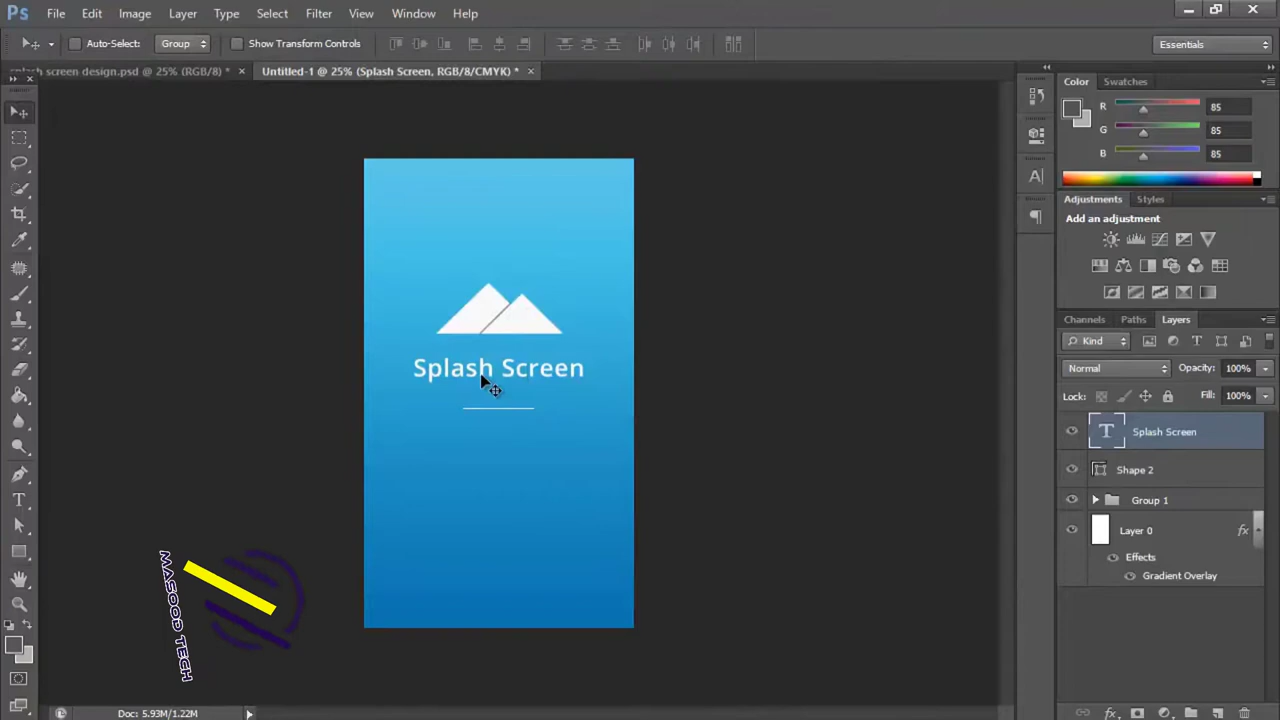 Ps File Edit Image Layer Type Select Filter View Window Help
Auto-Select: Group Show Transform Controls Essentials
splash screen design.psd @ 25% (RGB/8) * × Untitled-1 @ 25% (Splash Screen, RGB/8/CMYK) * ×
Color Swatches
R 85
G 85
B 85
Adjustments Styles
Add an adjustment
Channels Paths Layers
Kind
Normal Opacity: 100%
Lock: Fill: 100%
T Splash Screen
Shape 2
Group 1
Layer 0 fx
Effects
Gradient Overlay
Splash Screen
MASOOD TECH
Doc: 5.93M/1.22M